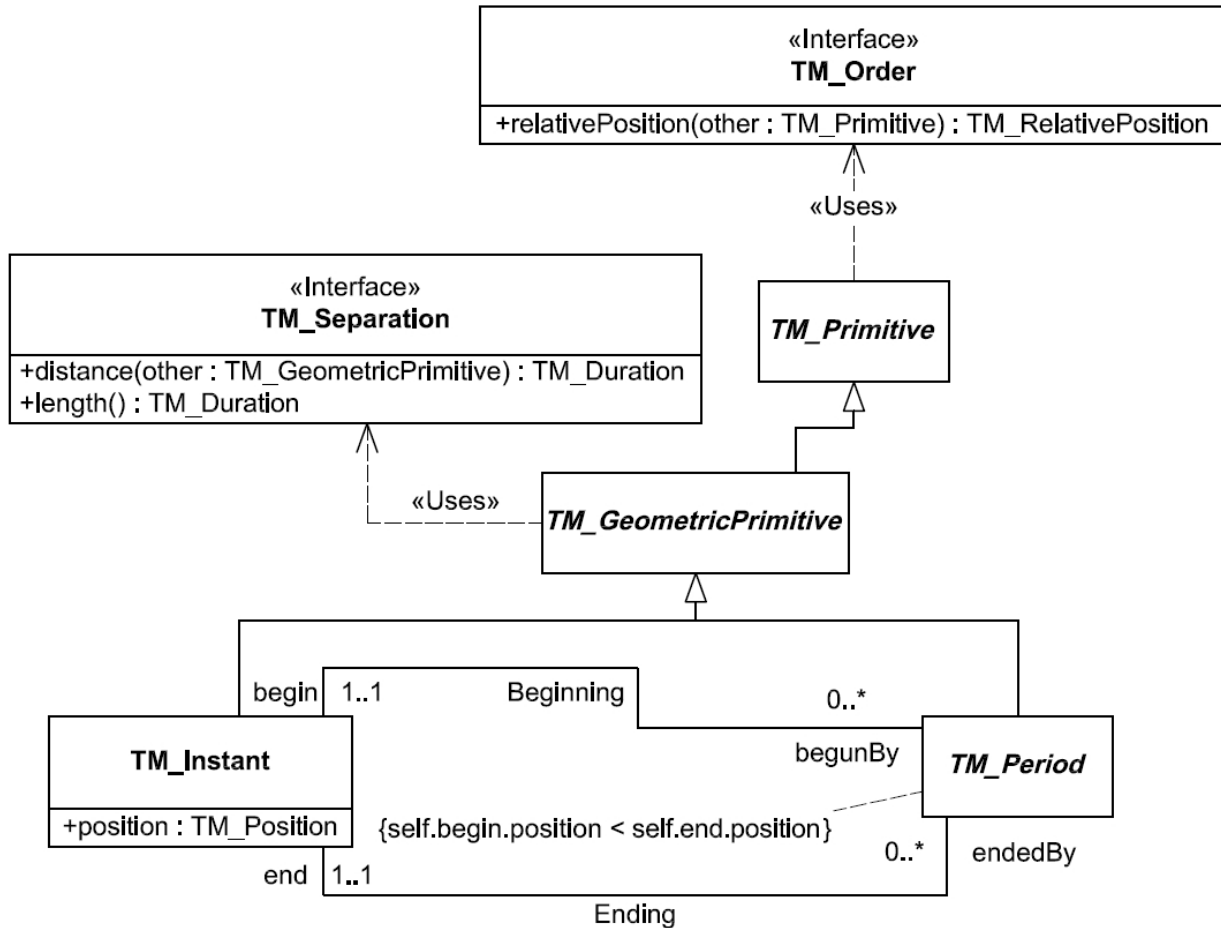 «Interface»
TM_Order
+relativePosition(other : TM_Primitive) : TM_RelativePosition
«Uses»
«Interface»
TM_Separation
+distance(other : TM_GeometricPrimitive) : TM_Duration
+length() : TM_Duration
TM_Primitive
«Uses»
TM_GeometricPrimitive
begin
1..1
Beginning
0..*
begunBy
TM_Instant
+position : TM_Position
TM_Period
{self.begin.position < self.end.position}
end
1..1
0..*
endedBy
Ending